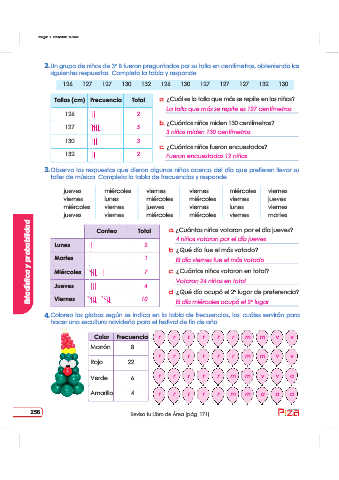 2. Un grupo de niños de 3º B fueron preguntados por su talla en centímetros, obteniendo las
siguientes respuestas. Completa la tabla y responde
126 127 127 130 132 126 130 127 127 127 132 130
Tallas (cm) Frecuencia Total
126 2
127 5
130 3
132 2
a. ¿Cuál es la talla que más se repite en los niños?
La talla que más se repite es 127 centímetros
b. ¿Cuántos niños miden 130 centímetros?
3 niños miden 130 centímetros
c. ¿Cuántos niños fueron encuestados?
Fueron encuestados 12 niños
3. Observa las respuestas que dieron algunos niños acerca del día que prefieren llevar su
taller de música. Completa la tabla de frecuencias y responde
jueves miércoles viernes viernes miércoles viernes
viernes lunes miércoles miércoles viernes jueves
miércoles viernes jueves viernes lunes viernes
jueves viernes miércoles miércoles viernes martes
Conteo Total
Lunes 2
Martes 1
Miércoles 7
Jueves 4
Viernes 10
a. ¿Cuántos niños votaron por el día jueves?
4 niños votaron por el día jueves
b. ¿Qué día fue el más votado?
El día viernes fue el más votado
c. ¿Cuántos niños votaron en total?
Votaron 24 niños en total
d. ¿Qué día ocupó el 2º lugar de preferencia?
El día miércoles ocupó el 2º lugar
Estadística y probabilidad
4. Colorea los globos según se indica en la tabla de frecuencias, los cuales servirán para
hacer una escultura navideña para el festival de fin de año
Color Frecuencia
Marrón 8
Rojo 22
Verde 6
Amarillo 4
r r r r r r m m v v
r r r r r
r r r r r m m v v a
r r r r r m m a a a
256
Revisa tu Libro de Área (pág. 171)